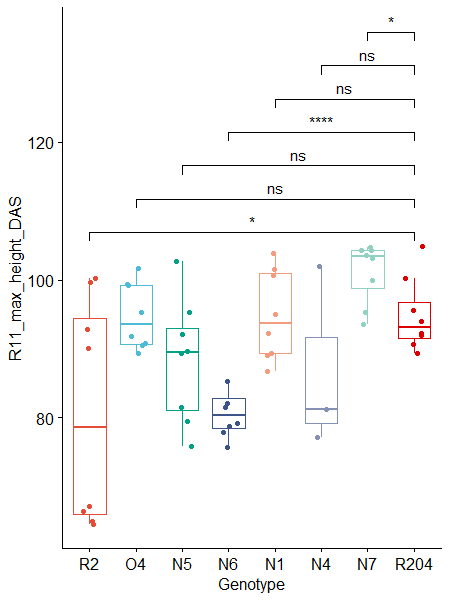 *
ns
ns
****
ns
ns
*
120
100
80
R11_max_height_DAS
R2 O4 N5 N6 N1 N4 N7 R204
Genotype